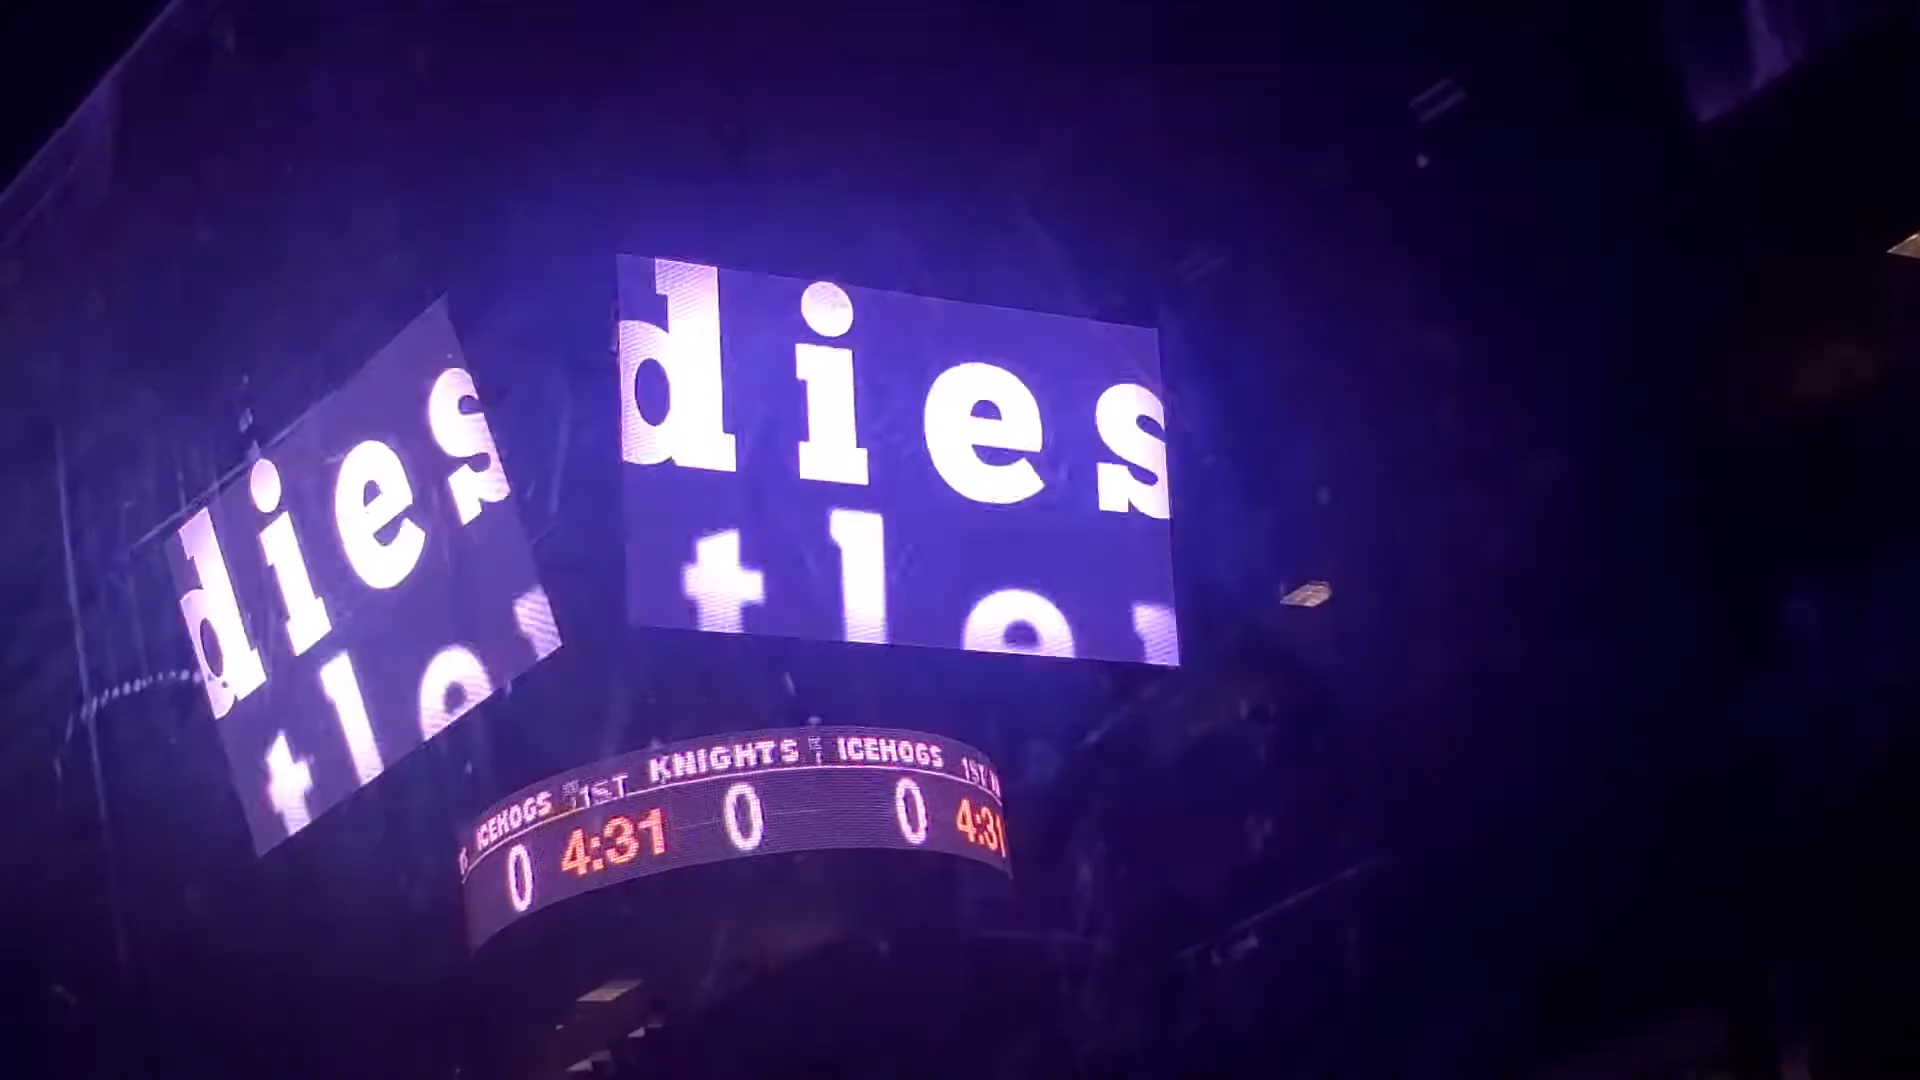 dies
dies
ICEHOGS 1ST KNIGHTS ICEHOGS 1ST
0 4:31 0 0 4:31